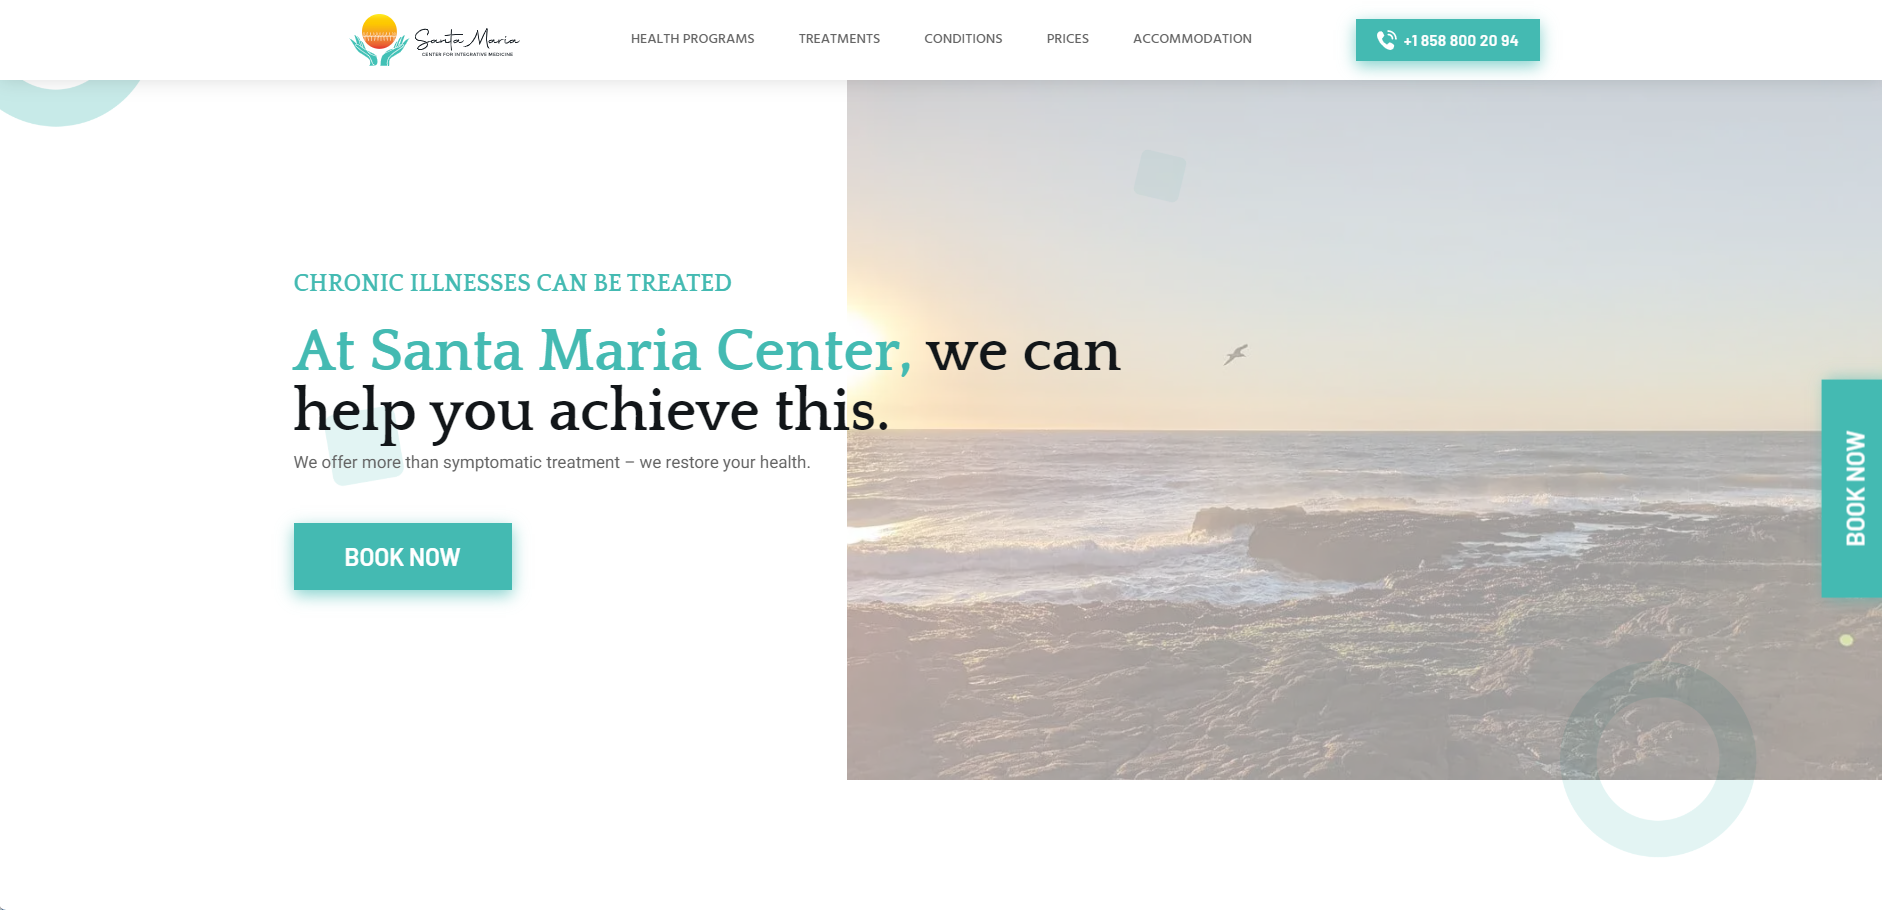 Santa Maria
CENTER FOR INTEGRATIVE MEDICINE
HEALTH PROGRAMS
TREATMENTS
CONDITIONS
PRICES
ACCOMMODATION
+1 858 800 20 94
CHRONIC ILLNESSES CAN BE TREATED
At Santa Maria Center, we can
help you achieve this.
We offer more than symptomatic treatment – we restore your health.
BOOK NOW
BOOK NOW